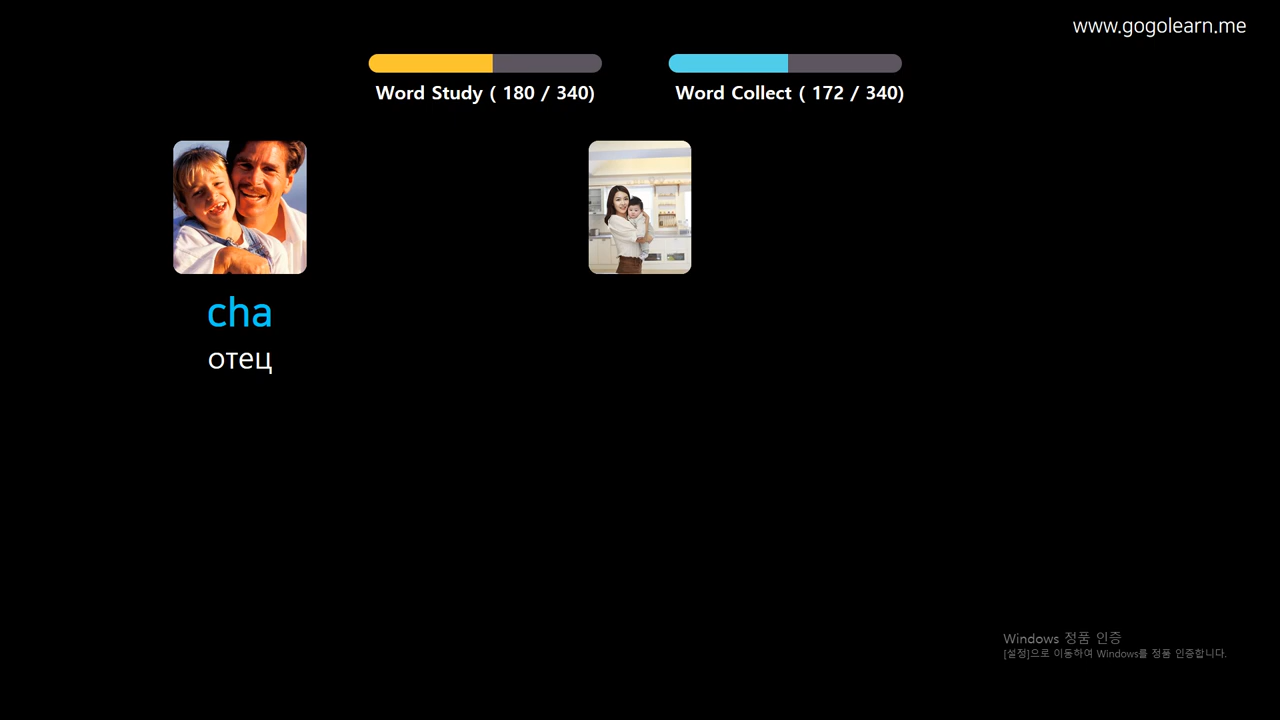 www.gogolearn.me
Word Study ( 180 / 340)
Word Collect ( 172 / 340)
cha
отец
Windows 정품 인증
[설정]으로 이동하여 Windows를 정품 인증합니다.